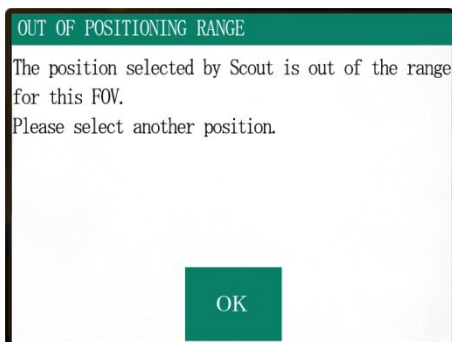 OUT OF POSITIONING RANGE
The position selected by Scout is out of the range
for this FOV.
Please select another position.
OK